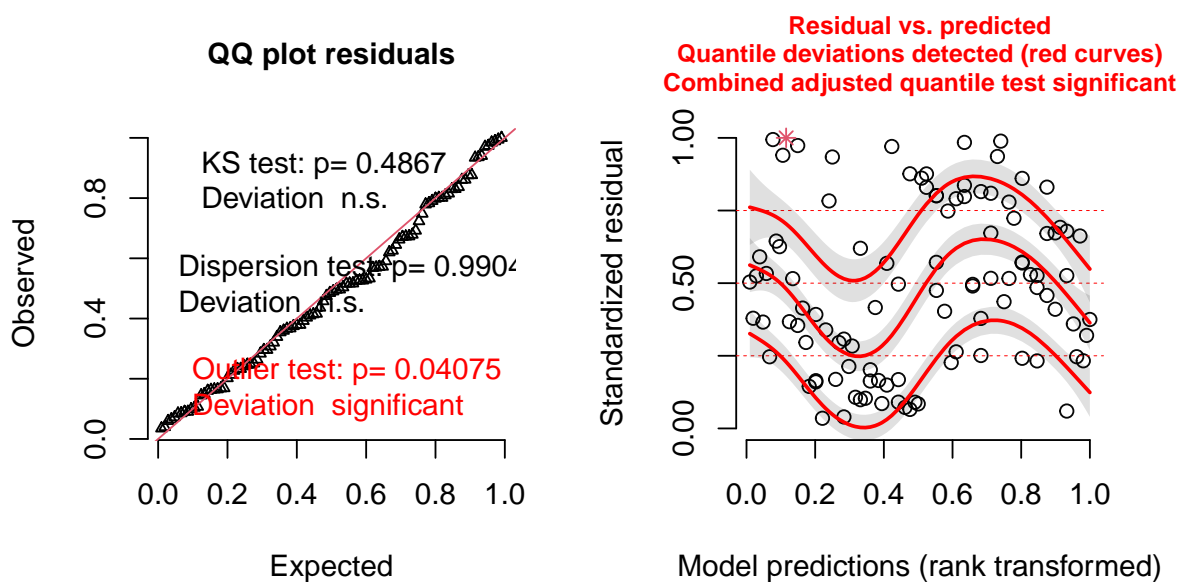 QQ plot residuals
KS test: p= 0.4867
Deviation n.s.
Dispersion test: p= 0.9904
Deviation n.s.
Outlier test: p= 0.04075
Deviation significant
Observed
0.0
0.4
0.8
0.0 0.2 0.4 0.6 0.8 1.0
Expected
Residual vs. predicted
Quantile deviations detected (red curves)
Combined adjusted quantile test significant
Standardized residual
0.00
0.50
1.00
0.0 0.2 0.4 0.6 0.8 1.0
Model predictions (rank transformed)